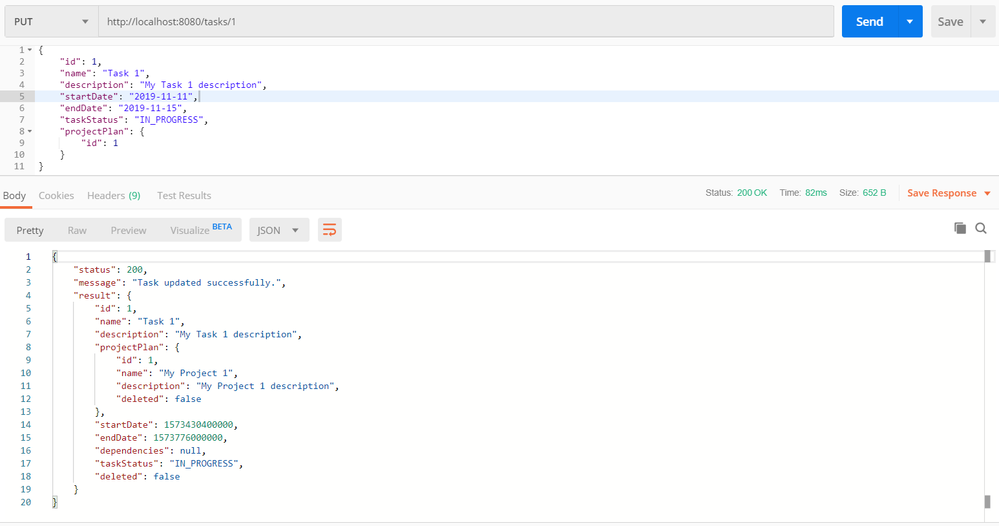 PUT http://localhost:8080/tasks/1 Send Save
1 {
2 "id": 1,
3 "name": "Task 1",
4 "description": "My Task 1 description",
5 "startDate": "2019-11-11",
6 "endDate": "2019-11-15",
7 "taskStatus": "IN_PROGRESS",
8 "projectPlan": {
9 "id": 1
10 }
11 }
Body Cookies Headers (9) Test Results Status: 200 OK Time: 82ms Size: 652 B Save Response
Pretty Raw Preview Visualize BETA JSON
1 {
2 "status": 200,
3 "message": "Task updated successfully.",
4 "result": {
5 "id": 1,
6 "name": "Task 1",
7 "description": "My Task 1 description",
8 "projectPlan": {
9 "id": 1,
10 "name": "My Project 1",
11 "description": "My Project 1 description",
12 "deleted": false
13 },
14 "startDate": 1573430400000,
15 "endDate": 1573776000000,
16 "dependencies": null,
17 "taskStatus": "IN_PROGRESS",
18 "deleted": false
19 }
20 }